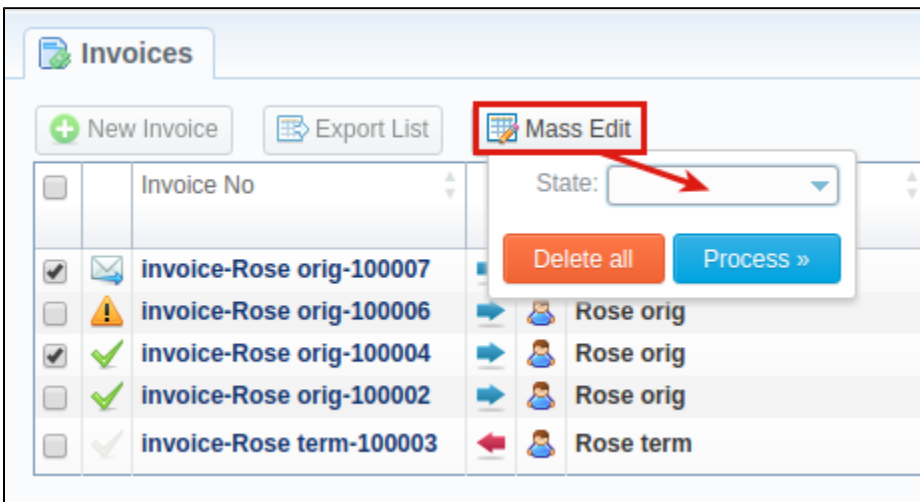 Invoices
New Invoice Export List Mass Edit
Invoice No
State:
Delete all Process »
invoice-Rose orig-100007
invoice-Rose orig-100006 Rose orig
invoice-Rose orig-100004 Rose orig
invoice-Rose orig-100002 Rose orig
invoice-Rose term-100003 Rose term